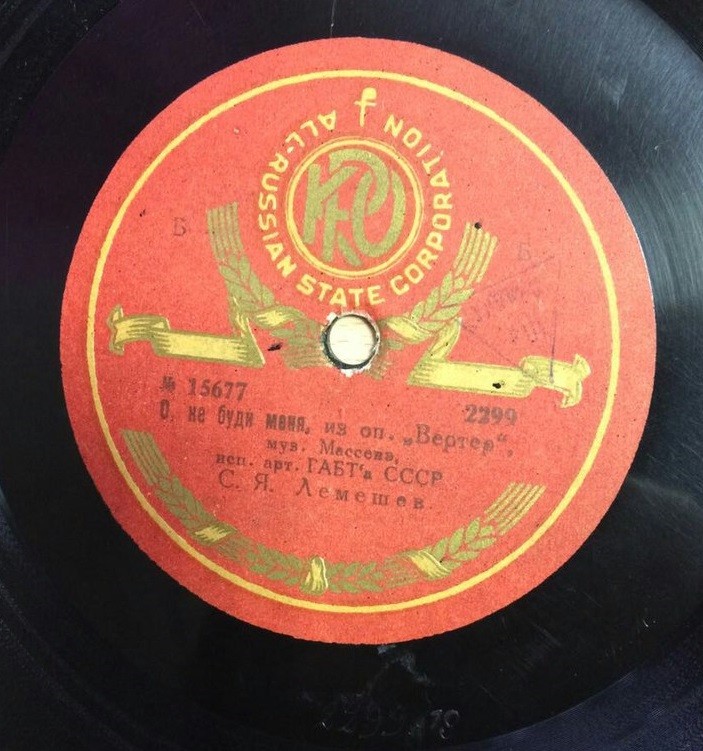 ALL-RUSSIAN STATE CORPORATION
Б
Б.
№ 15677
2299
О, не буди меня, из оп. „Вертер“,
муз. Массенэ,
исп. арт. ГАБТ‘а СССР
С. Я. Лемешев.